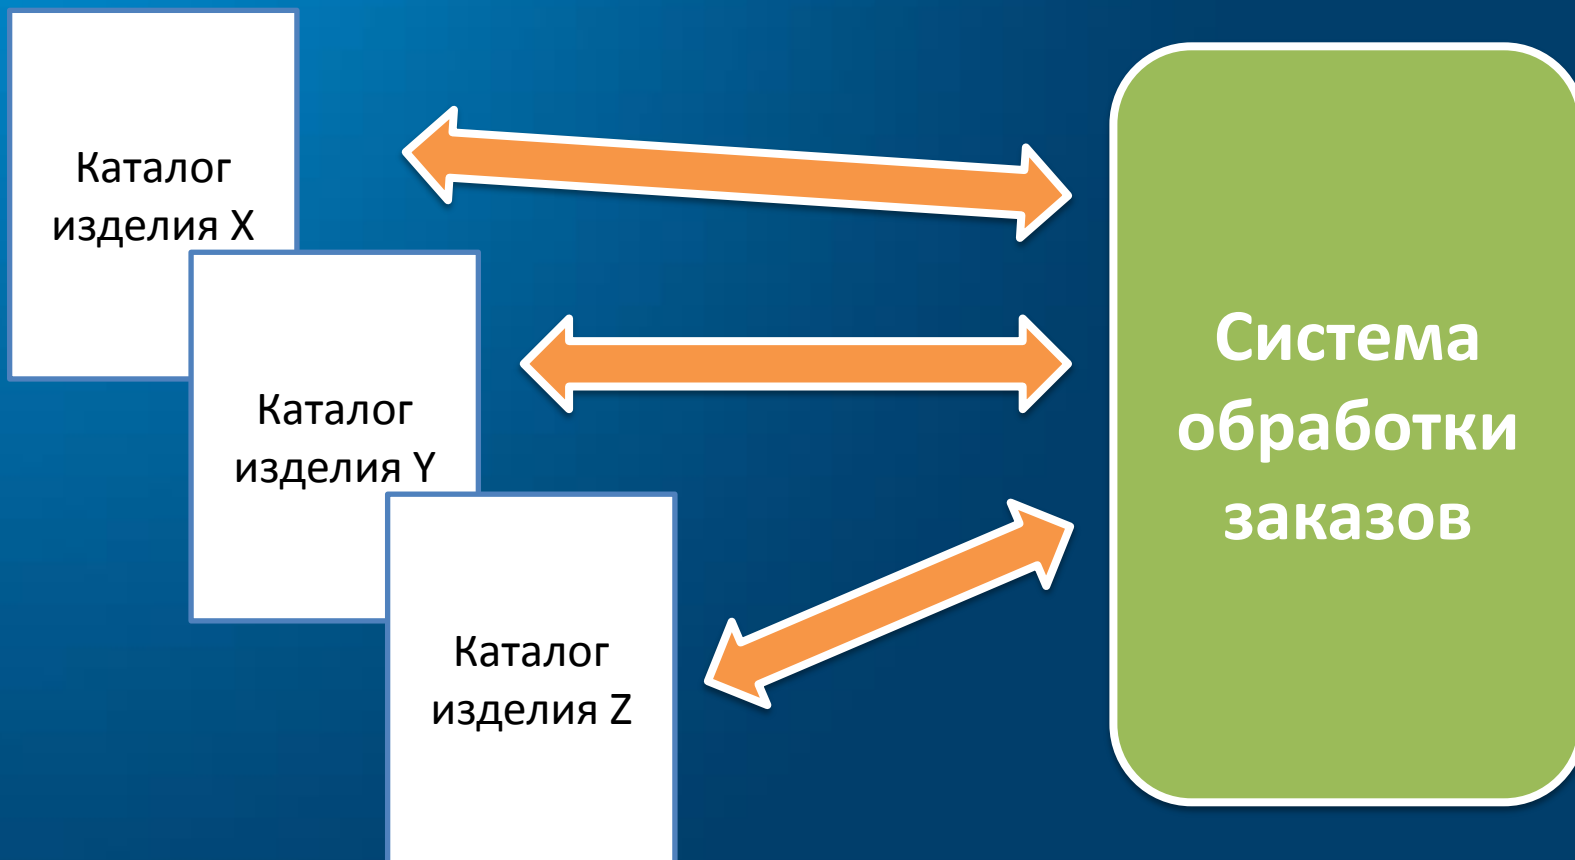 Каталог
изделия X
Каталог
изделия Y
Каталог
изделия Z
Система
обработки
заказов